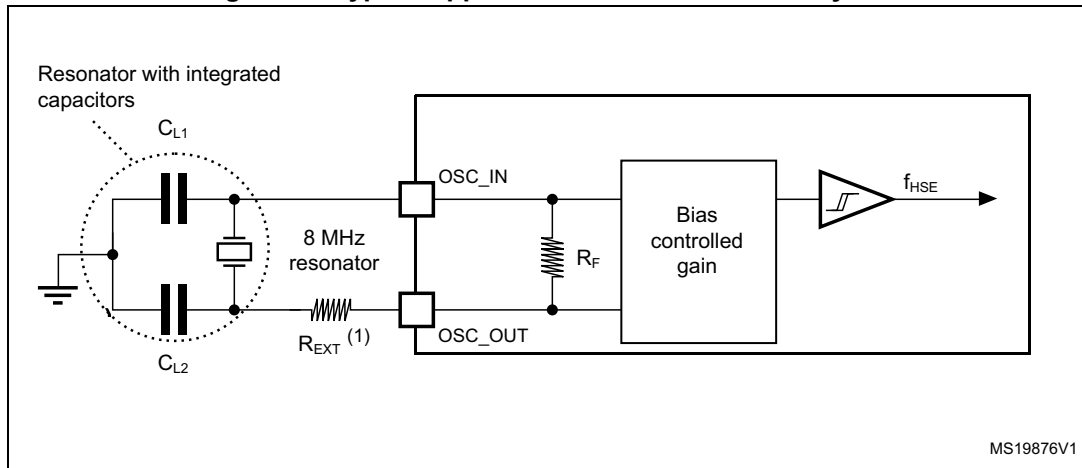 Resonator with integrated
capacitors
CL1
OSC_IN
fHSE
8 MHz
resonator
RF
Bias
controlled
gain
REXT (1)
OSC_OUT
CL2
MS19876V1